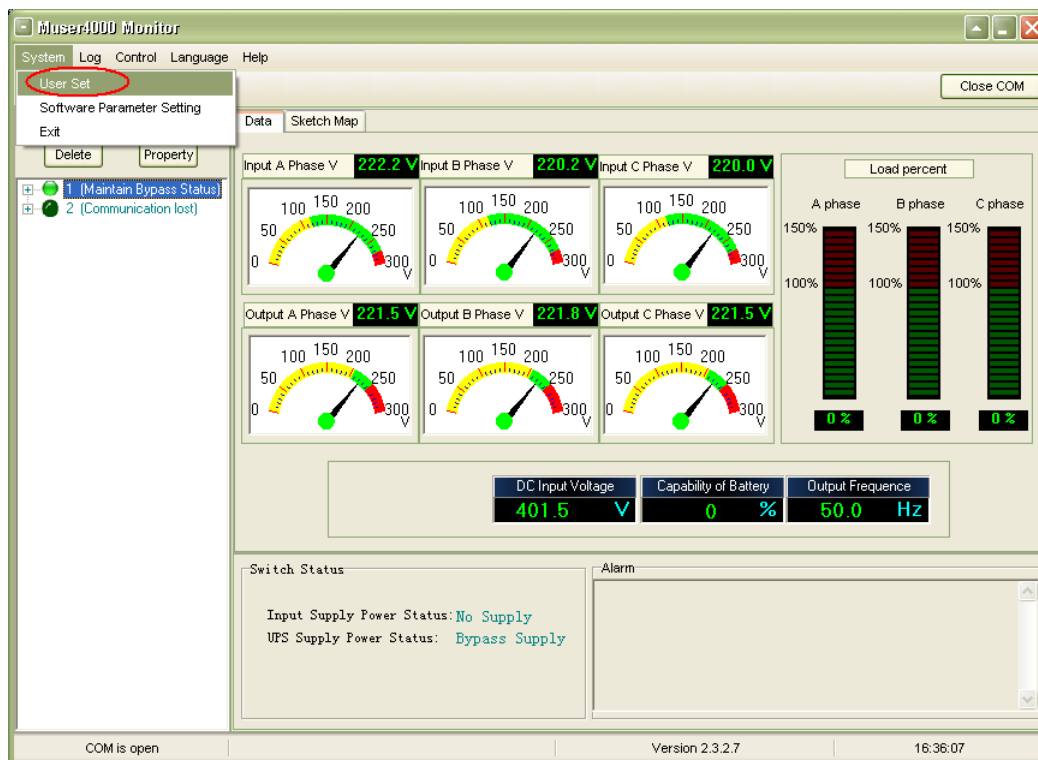 Muser4000 Monitor
System Log Control Language Help
User Set
Software Parameter Setting
Exit
Close COM
Delete Property
1 (Maintain Bypass Status)
2 (Communication lost)
Data Sketch Map
Input A Phase V 222.2 V
0 50 100 150 200 250 300 V
Input B Phase V 220.2 V
0 50 100 150 200 250 300 V
Input C Phase V 220.0 V
0 50 100 150 200 250 300 V
Output A Phase V 221.5 V
0 50 100 150 200 250 300 V
Output B Phase V 221.8 V
0 50 100 150 200 250 300 V
Output C Phase V 221.5 V
0 50 100 150 200 250 300 V
Load percent
A phase B phase C phase
150% 150% 150%
100% 100% 100%
0 % 0 % 0 %
DC Input Voltage Capability of Battery Output Frequence
401.5 V 0 % 50.0 Hz
Switch Status
Input Supply Power Status: No Supply
UPS Supply Power Status: Bypass Supply
Alarm
COM is open Version 2.3.2.7 16:36:07